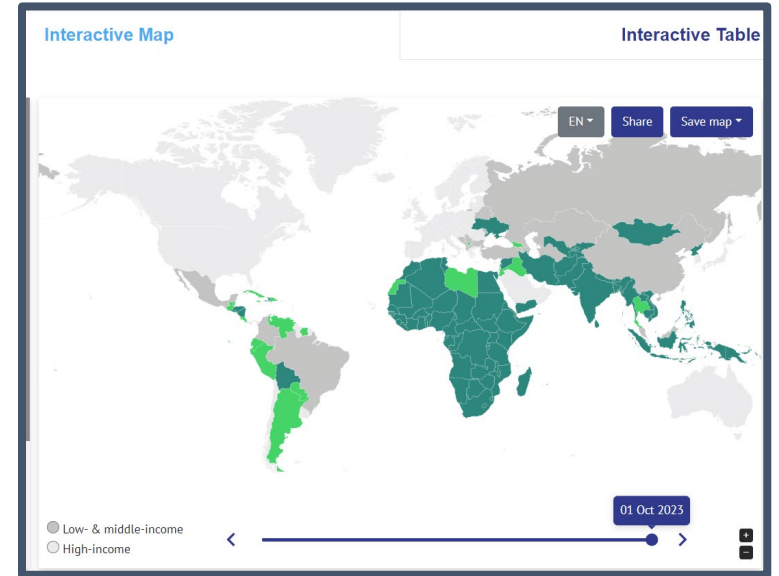 Interactive Map
Interactive Table
EN
Share
Save map
01 Oct 2023
Low- & middle-income
High-income
+
−